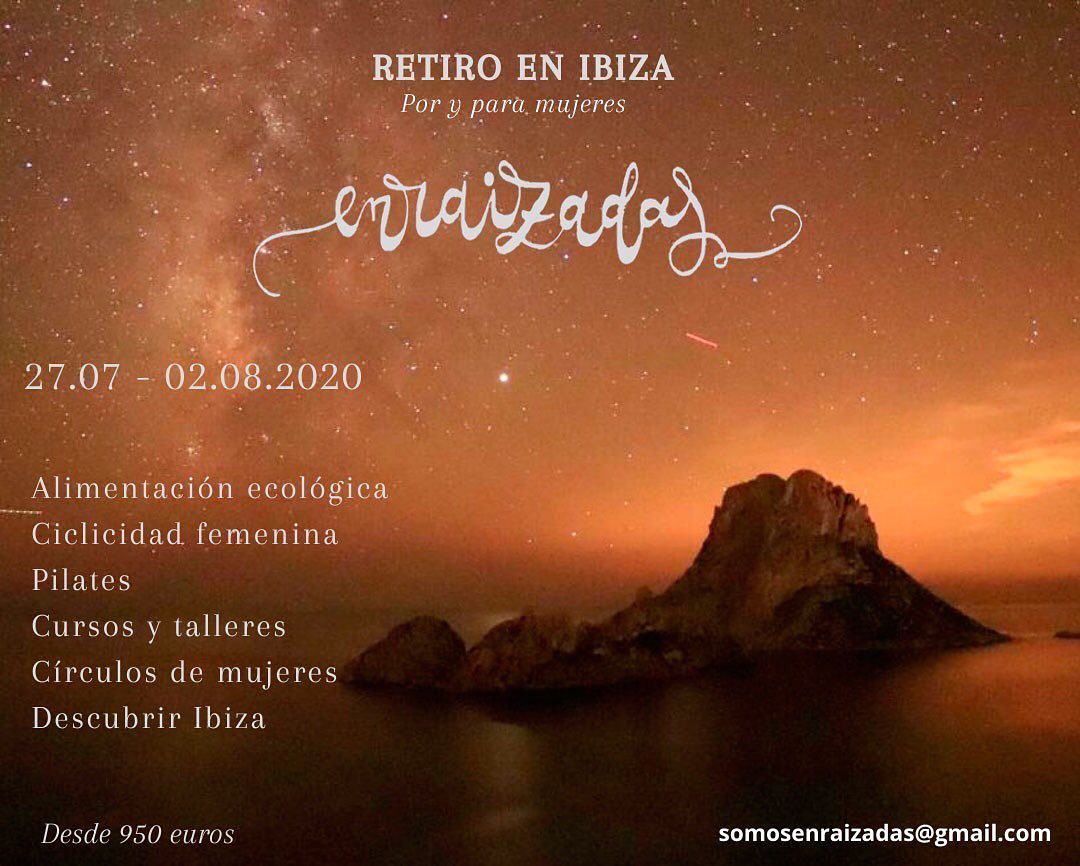 RETIRO EN IBIZA
Por y para mujeres
enraizadas
27.07 - 02.08.2020
Alimentación ecológica
Ciclicidad femenina
Pilates
Cursos y talleres
Círculos de mujeres
Descubrir Ibiza
Desde 950 euros
somosenraizadas@gmail.com